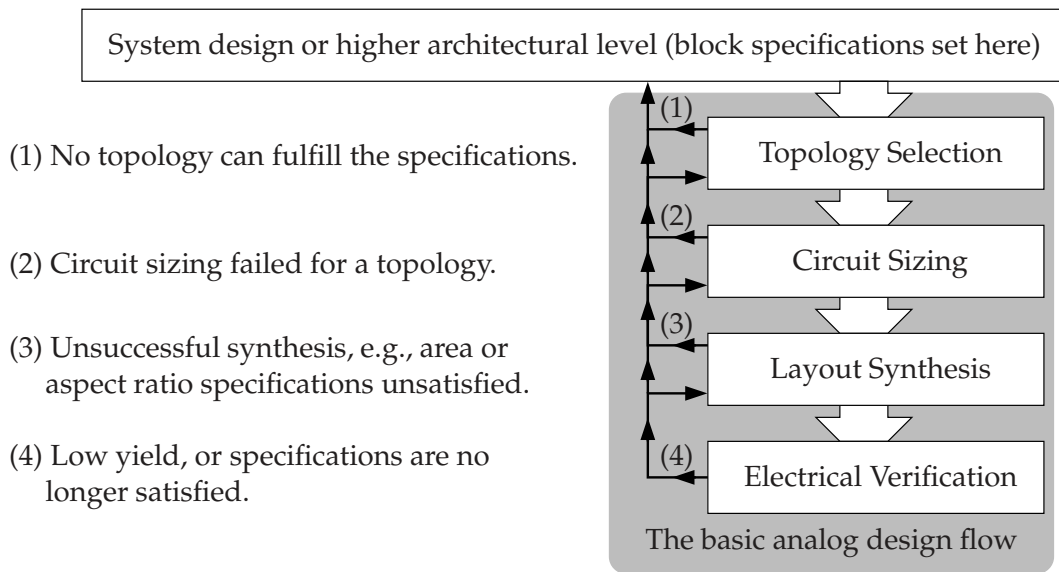 System design or higher architectural level (block specifications set here)
(1)
(1) No topology can fulfill the specifications.
Topology Selection
(2)
(2) Circuit sizing failed for a topology.
Circuit Sizing
(3)
(3) Unsuccessful synthesis, e.g., area or
aspect ratio specifications unsatisfied.
Layout Synthesis
(4) Low yield, or specifications are no
longer satisfied.
(4)
Electrical Verification
The basic analog design flow